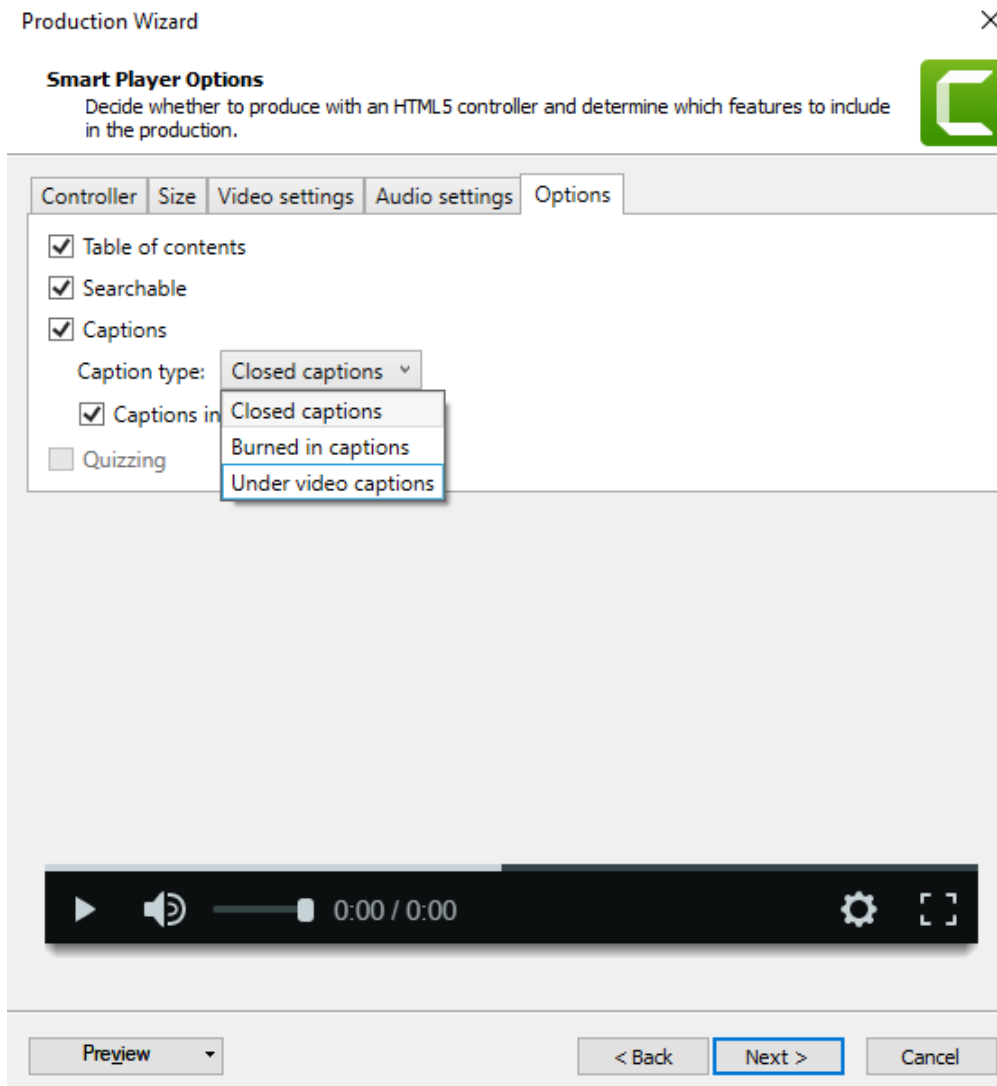 Production Wizard
Smart Player Options
Decide whether to produce with an HTML5 controller and determine which features to include
in the production.
Controller Size Video settings Audio settings Options
Table of contents
Searchable
Captions
Caption type: Closed captions
Captions in Closed captions
Burned in captions
Quizzing
Under video captions
0:00 / 0:00
Preview < Back Next > Cancel